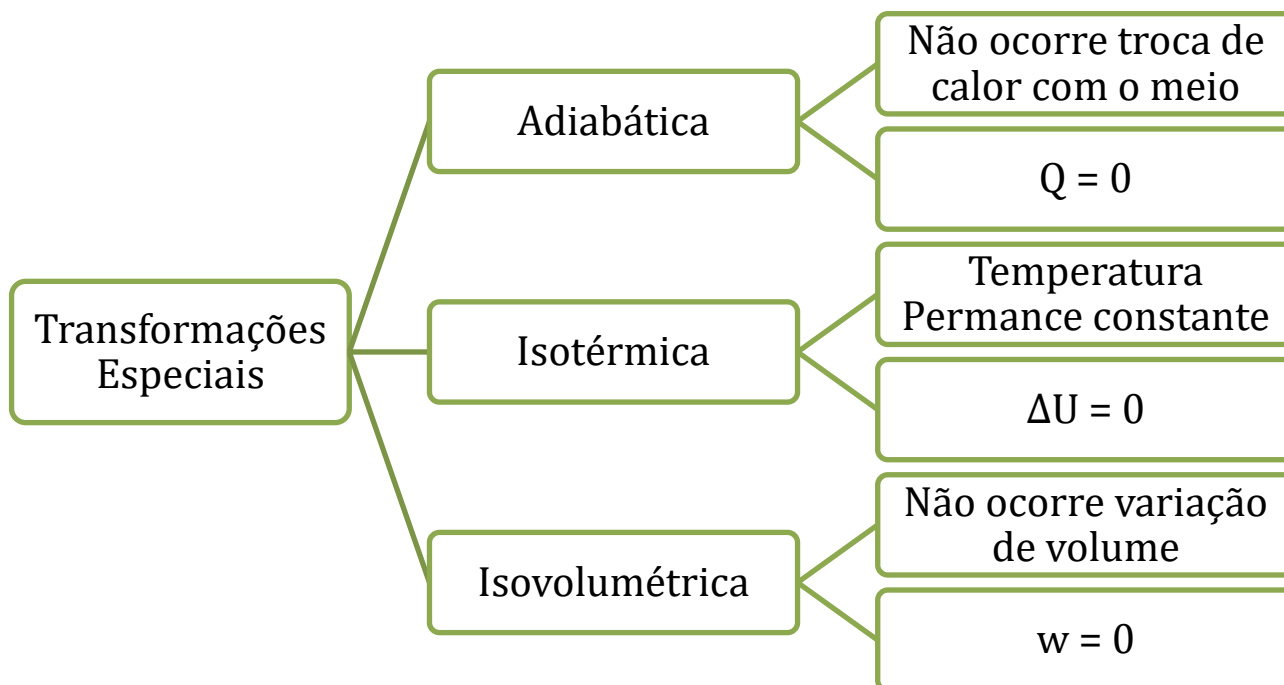 Transformações
Especiais
Adiabática
Não ocorre troca de
calor com o meio
Q = 0
Isotérmica
Temperatura
Permance constante
ΔU = 0
Isovolumétrica
Não ocorre variação
de volume
w = 0